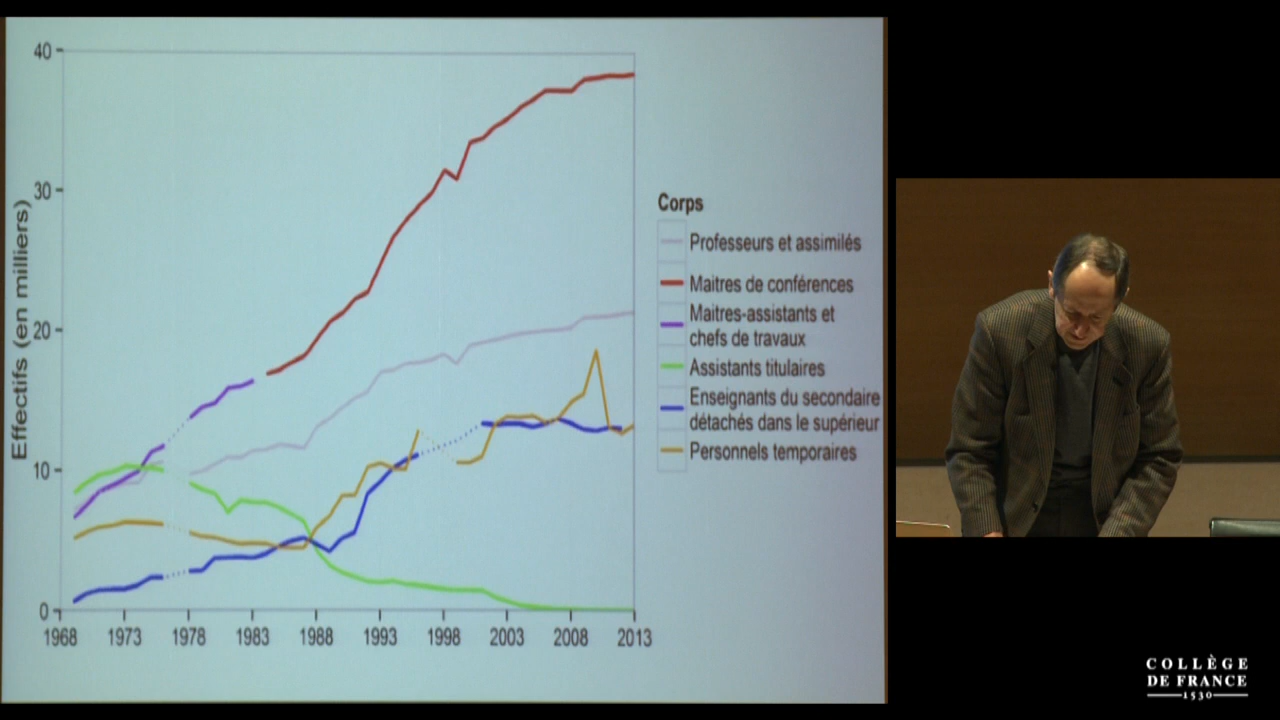 40
30
20
10
0
Effectifs (en milliers)
1968 1973 1978 1983 1988 1993 1998 2003 2008 2013
Corps
Professeurs et assimilés
Maitres de conférences
Maitres-assistants et
chefs de travaux
Assistants titulaires
Enseignants du secondaire
détachés dans le supérieur
Personnels temporaires
COLLÈGE
DE FRANCE
1530